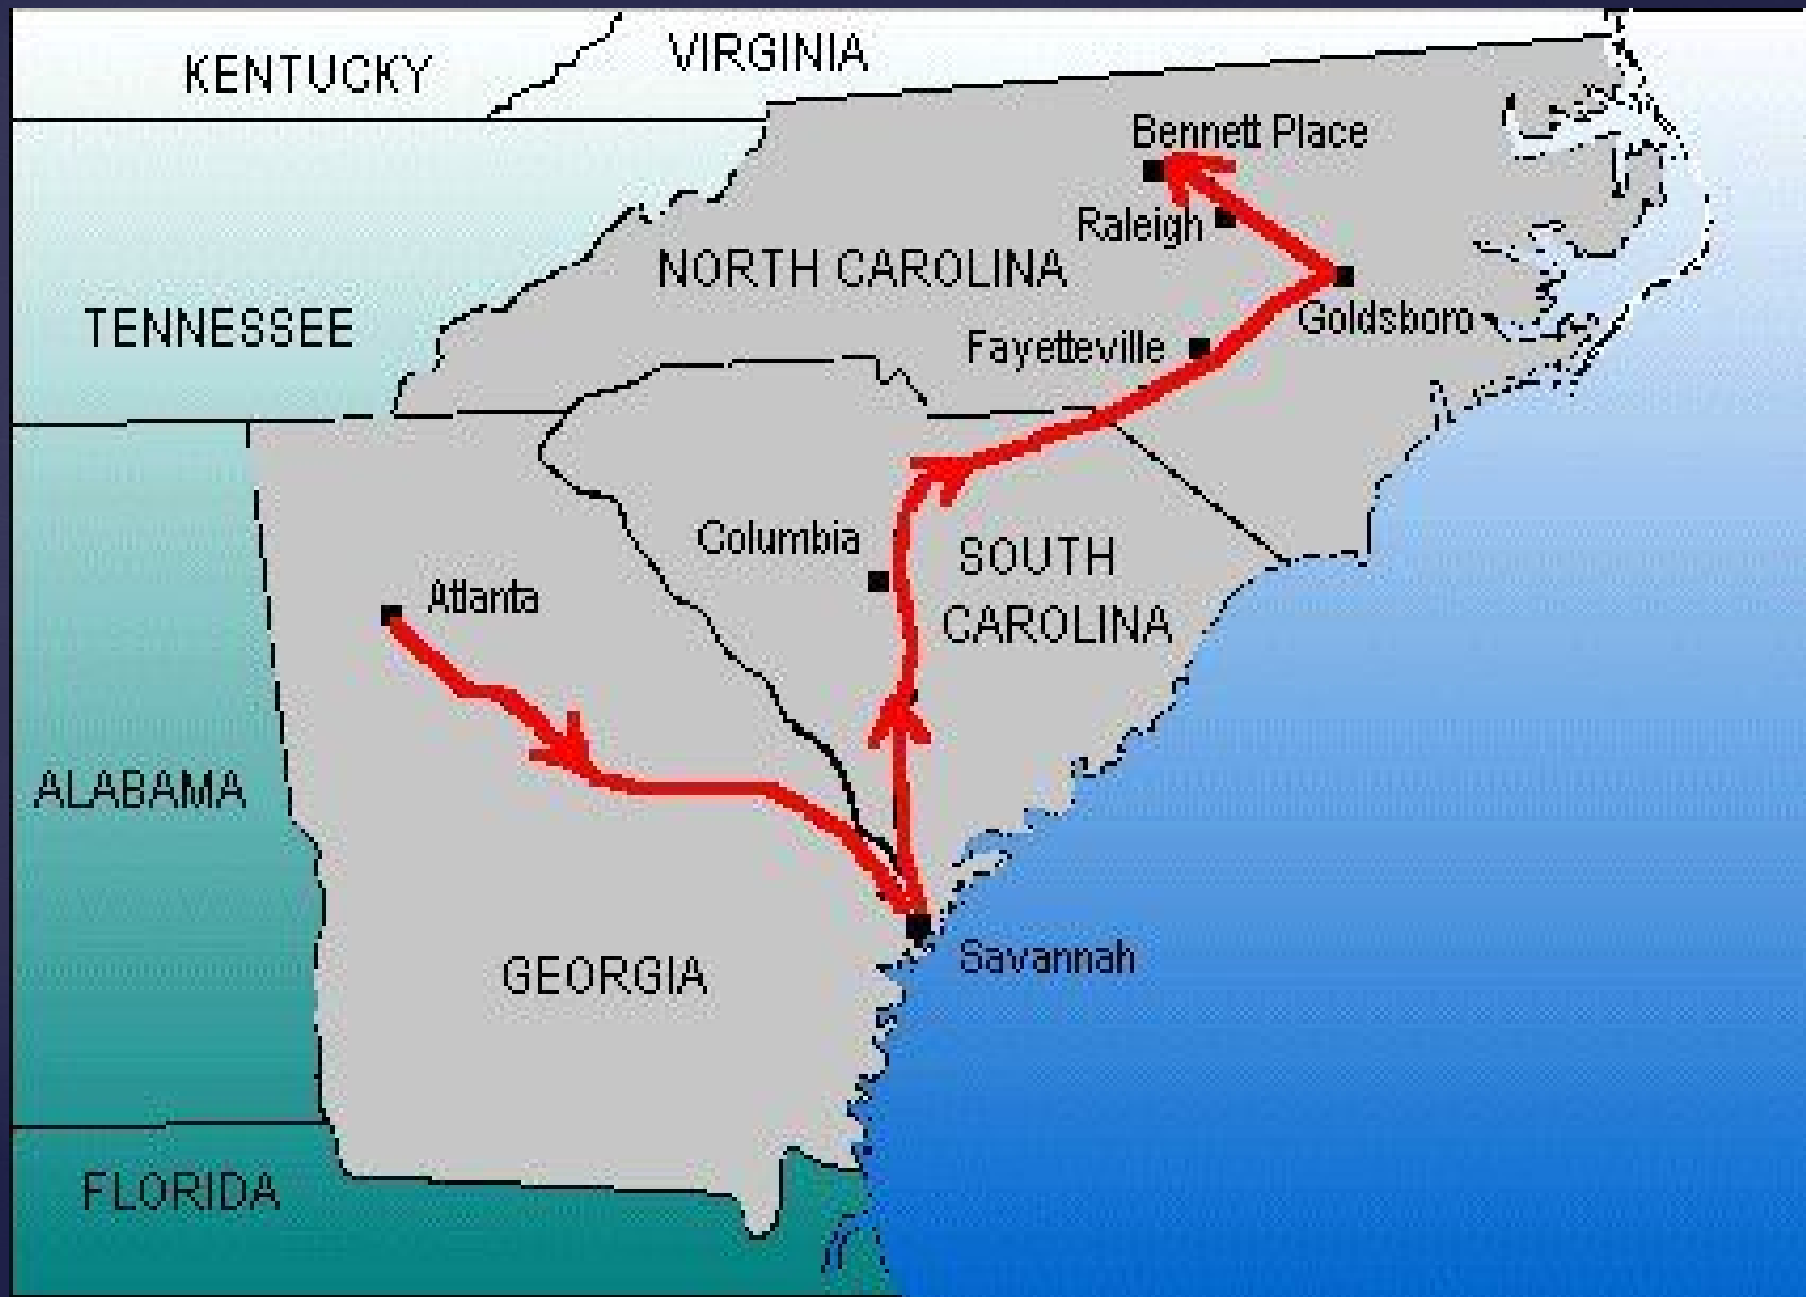 KENTUCKY
VIRGINIA
Bennett Place
Raleigh
NORTH CAROLINA
TENNESSEE
Goldsboro
Fayetteville
Columbia
SOUTH
CAROLINA
Atlanta
ALABAMA
Savannah
GEORGIA
FLORIDA